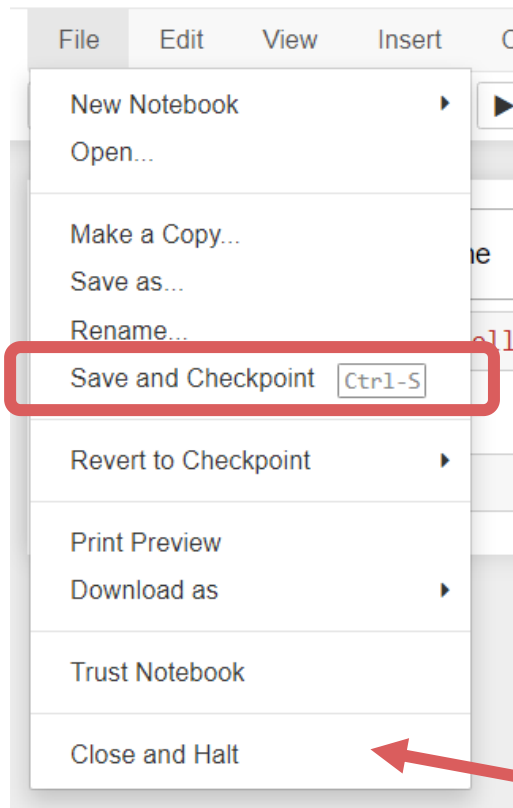 File Edit View Insert
New Notebook
Open...
Make a Copy...
Save as...
Rename...
Save and Checkpoint Ctrl-S
Revert to Checkpoint
Print Preview
Download as
Trust Notebook
Close and Halt